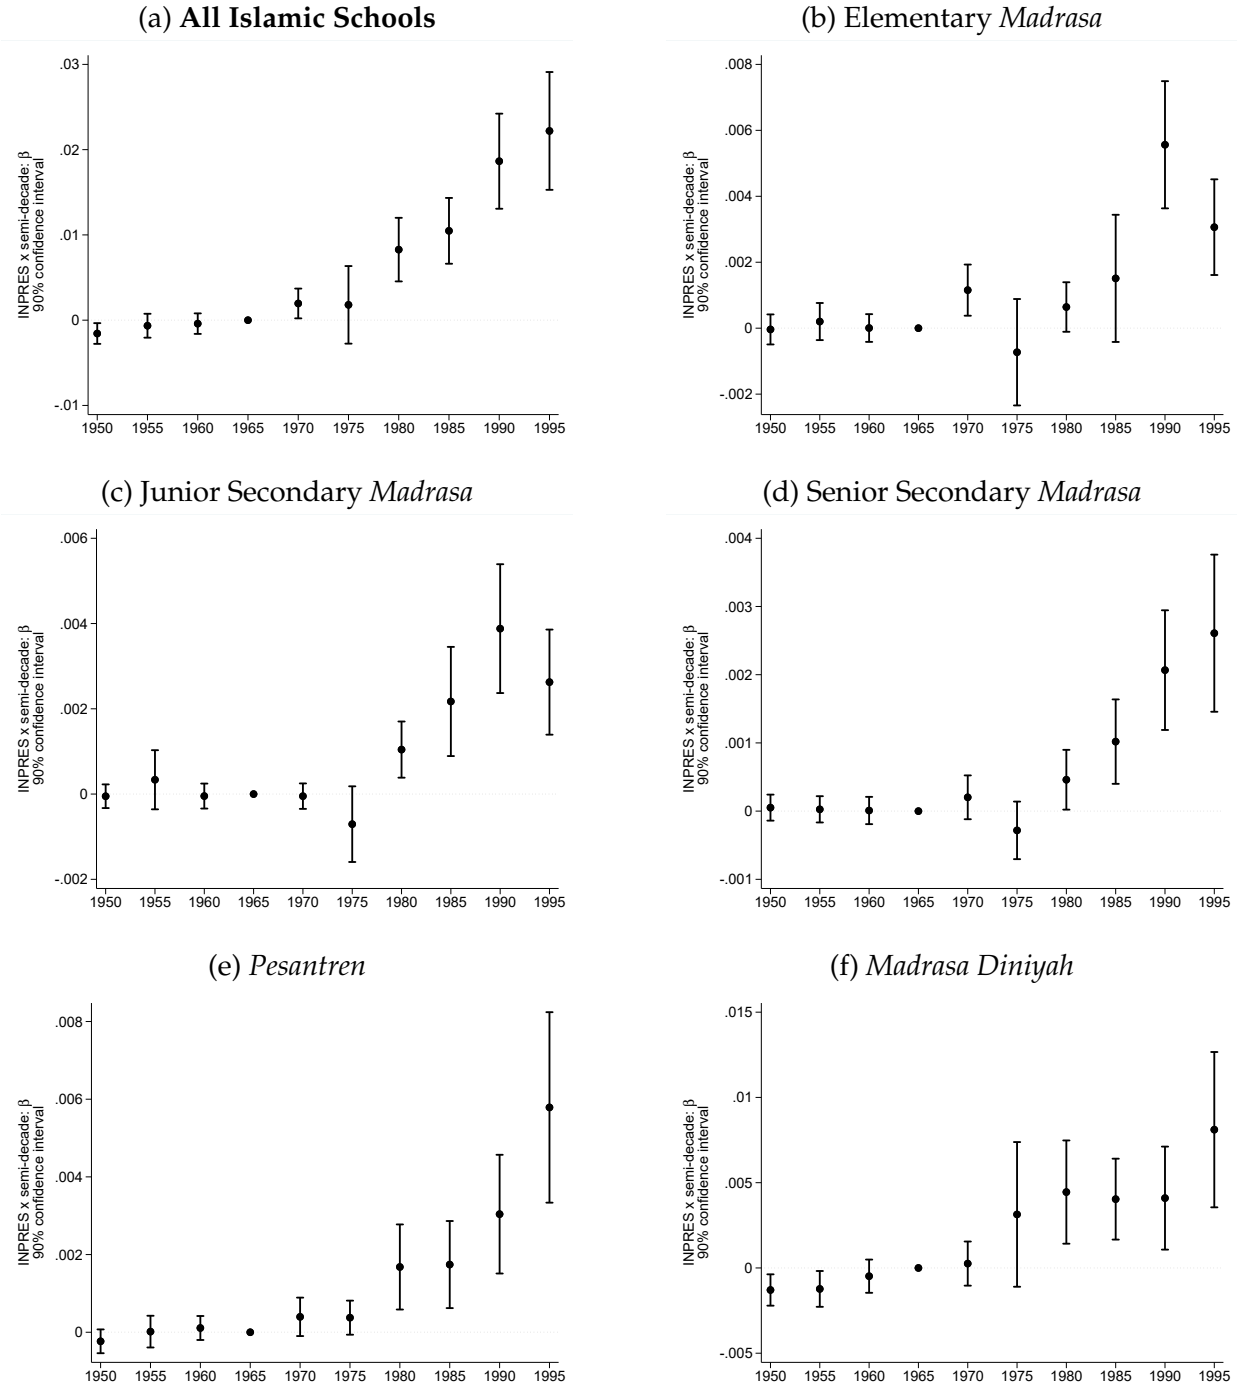 (a) All Islamic Schools
.03
.02
.01
0
-.01
INPRES x semi-decade: β
90% confidence interval
1950 1955 1960 1965 1970 1975 1980 1985 1990 1995
(b) Elementary Madrasa
.008
.006
.004
.002
0
-.002
INPRES x semi-decade: β
90% confidence interval
1950 1955 1960 1965 1970 1975 1980 1985 1990 1995
(c) Junior Secondary Madrasa
.006
.004
.002
0
-.002
INPRES x semi-decade: β
90% confidence interval
1950 1955 1960 1965 1970 1975 1980 1985 1990 1995
(d) Senior Secondary Madrasa
.004
.003
.002
.001
0
-.001
INPRES x semi-decade: β
90% confidence interval
1950 1955 1960 1965 1970 1975 1980 1985 1990 1995
(e) Pesantren
.008
.006
.004
.002
0
INPRES x semi-decade: β
90% confidence interval
1950 1955 1960 1965 1970 1975 1980 1985 1990 1995
(f) Madrasa Diniyah
.015
.01
.005
0
-.005
INPRES x semi-decade: β
90% confidence interval
1950 1955 1960 1965 1970 1975 1980 1985 1990 1995